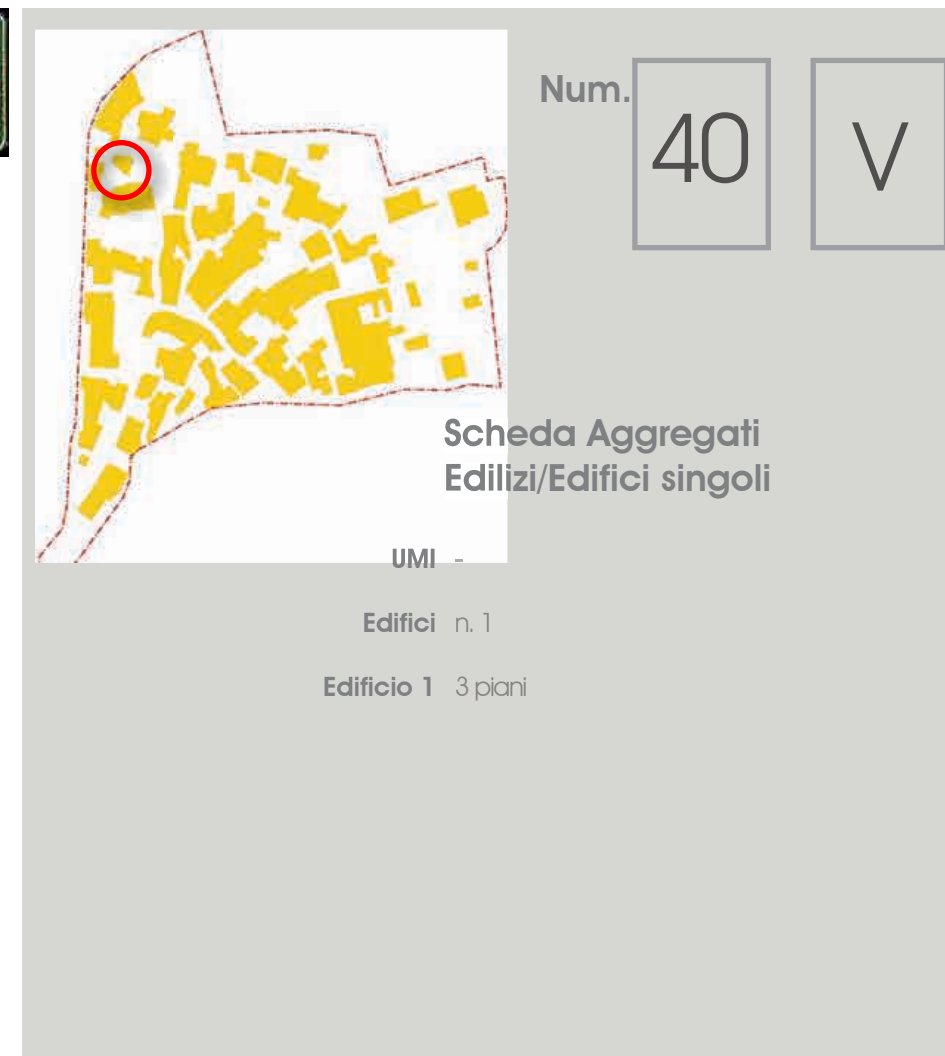 Num.
40
V
Scheda Aggregati
Edilizi/Edifici singoli
UMI -
Edifici n. 1
Edificio 1 3 piani